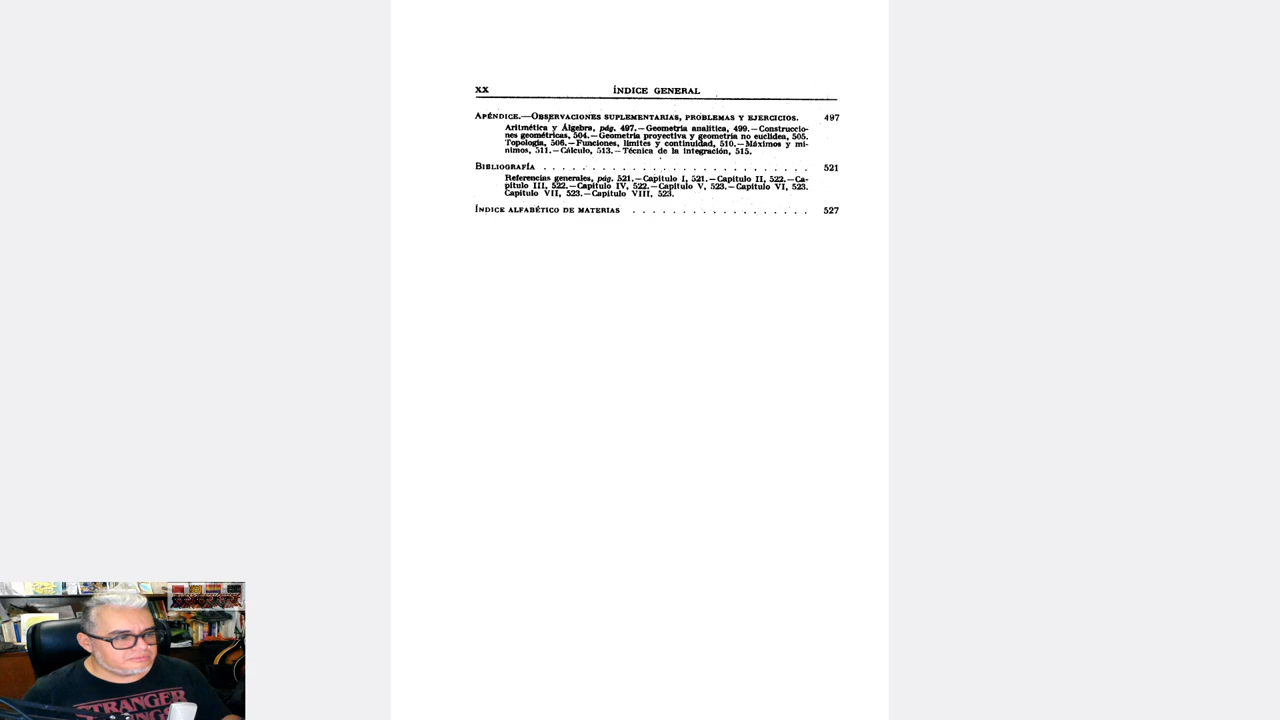 XX ÍNDICE GENERAL
APÉNDICE.—OBSERVACIONES SUPLEMENTARIAS, PROBLEMAS Y EJERCICIOS. 497
Aritmética y Álgebra, pág. 497.—Geometría analítica, 499.—Construccio-
nes geométricas, 504.—Geometría proyectiva y geometría no euclídea, 505.
Topología, 506.—Funciones, límites y continuidad, 510.—Máximos y mí-
nimos, 511.—Cálculo, 513.—Técnica de la integración, 515.
BIBLIOGRAFÍA . . . . . . . . . . . . . . . . . . . . . . . . . . . 521
Referencias generales, pág. 521.—Capítulo I, 521.—Capítulo II, 522.—Ca-
pítulo III, 522.—Capítulo IV, 522.—Capítulo V, 523.—Capítulo VI, 523.
Capítulo VII, 523.—Capítulo VIII, 523.
ÍNDICE ALFABÉTICO DE MATERIAS . . . . . . . . . . . . . . . . . . 527
STRANGER